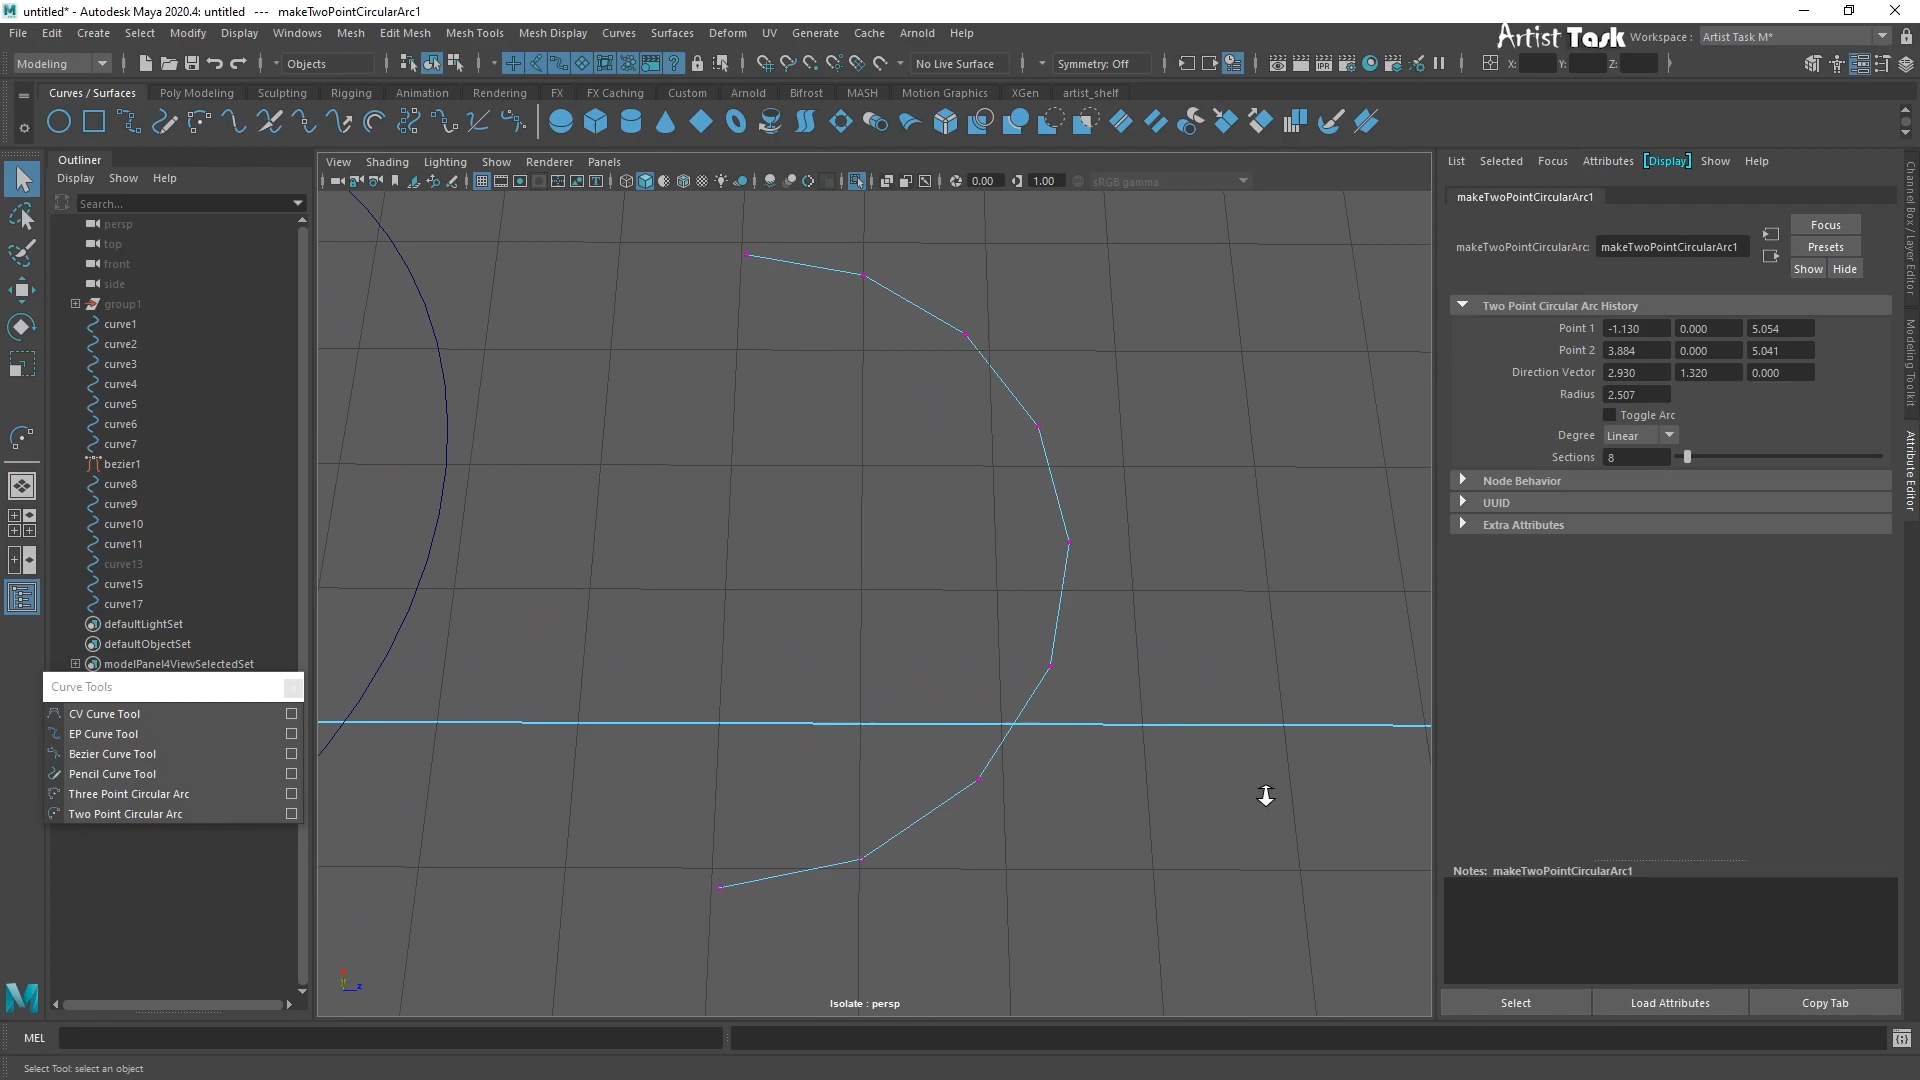 untitled* - Autodesk Maya 2020.4: untitled   ---   makeTwoPointCircularArc1
File Edit Create Select Modify Display Windows Mesh Edit Mesh Mesh Tools Mesh Display Curves Surfaces Deform UV Generate Cache Arnold Help
Artist Task
Workspace : Artist Task M*
Modeling
Objects
No Live Surface
Symmetry: Off
IPR
X:
Y:
Z:
Curves / Surfaces Poly Modeling Sculpting Rigging Animation Rendering FX FX Caching Custom Arnold Bifrost MASH Motion Graphics XGen artist_shelf
Outliner
Display Show Help
Search...
persp
top
front
side
group1
curve1
curve2
curve3
curve4
curve5
curve6
curve7
bezier1
curve8
curve9
curve10
curve11
curve13
curve15
curve17
defaultLightSet
defaultObjectSet
modelPanel4ViewSelectedSet
Curve Tools
CV Curve Tool
EP Curve Tool
Bezier Curve Tool
Pencil Curve Tool
Three Point Circular Arc
Two Point Circular Arc
View Shading Lighting Show Renderer Panels
0.00
1.00
sRGB gamma
z
Isolate : persp
List Selected Focus Attributes [Display] Show Help
makeTwoPointCircularArc1
makeTwoPointCircularArc: makeTwoPointCircularArc1
Focus
Presets
Show Hide
Two Point Circular Arc History
Point 1 -1.130 0.000 5.054
Point 2 3.884 0.000 5.041
Direction Vector 2.930 1.320 0.000
Radius 2.507
Toggle Arc
Degree Linear
Sections 8
Node Behavior
UUID
Extra Attributes
Notes: makeTwoPointCircularArc1
Select Load Attributes Copy Tab
Channel Box / Layer Editor
Modeling Toolkit
Attribute Editor
MEL
Select Tool: select an object